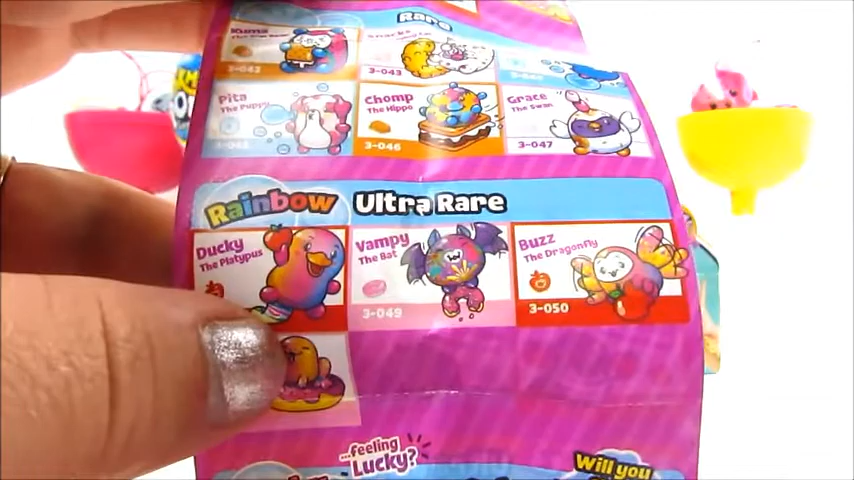 Rare
3-042
3-043
Pita
The Puppy
Chomp
The Hippo
3-046
Grace
The Swan
3-047
Rainbow Ultra Rare
Ducky
The Platypus
Vampy
The Bat
3-049
Buzz
The Dragonfly
3-050
...feeling
Lucky?
Will You